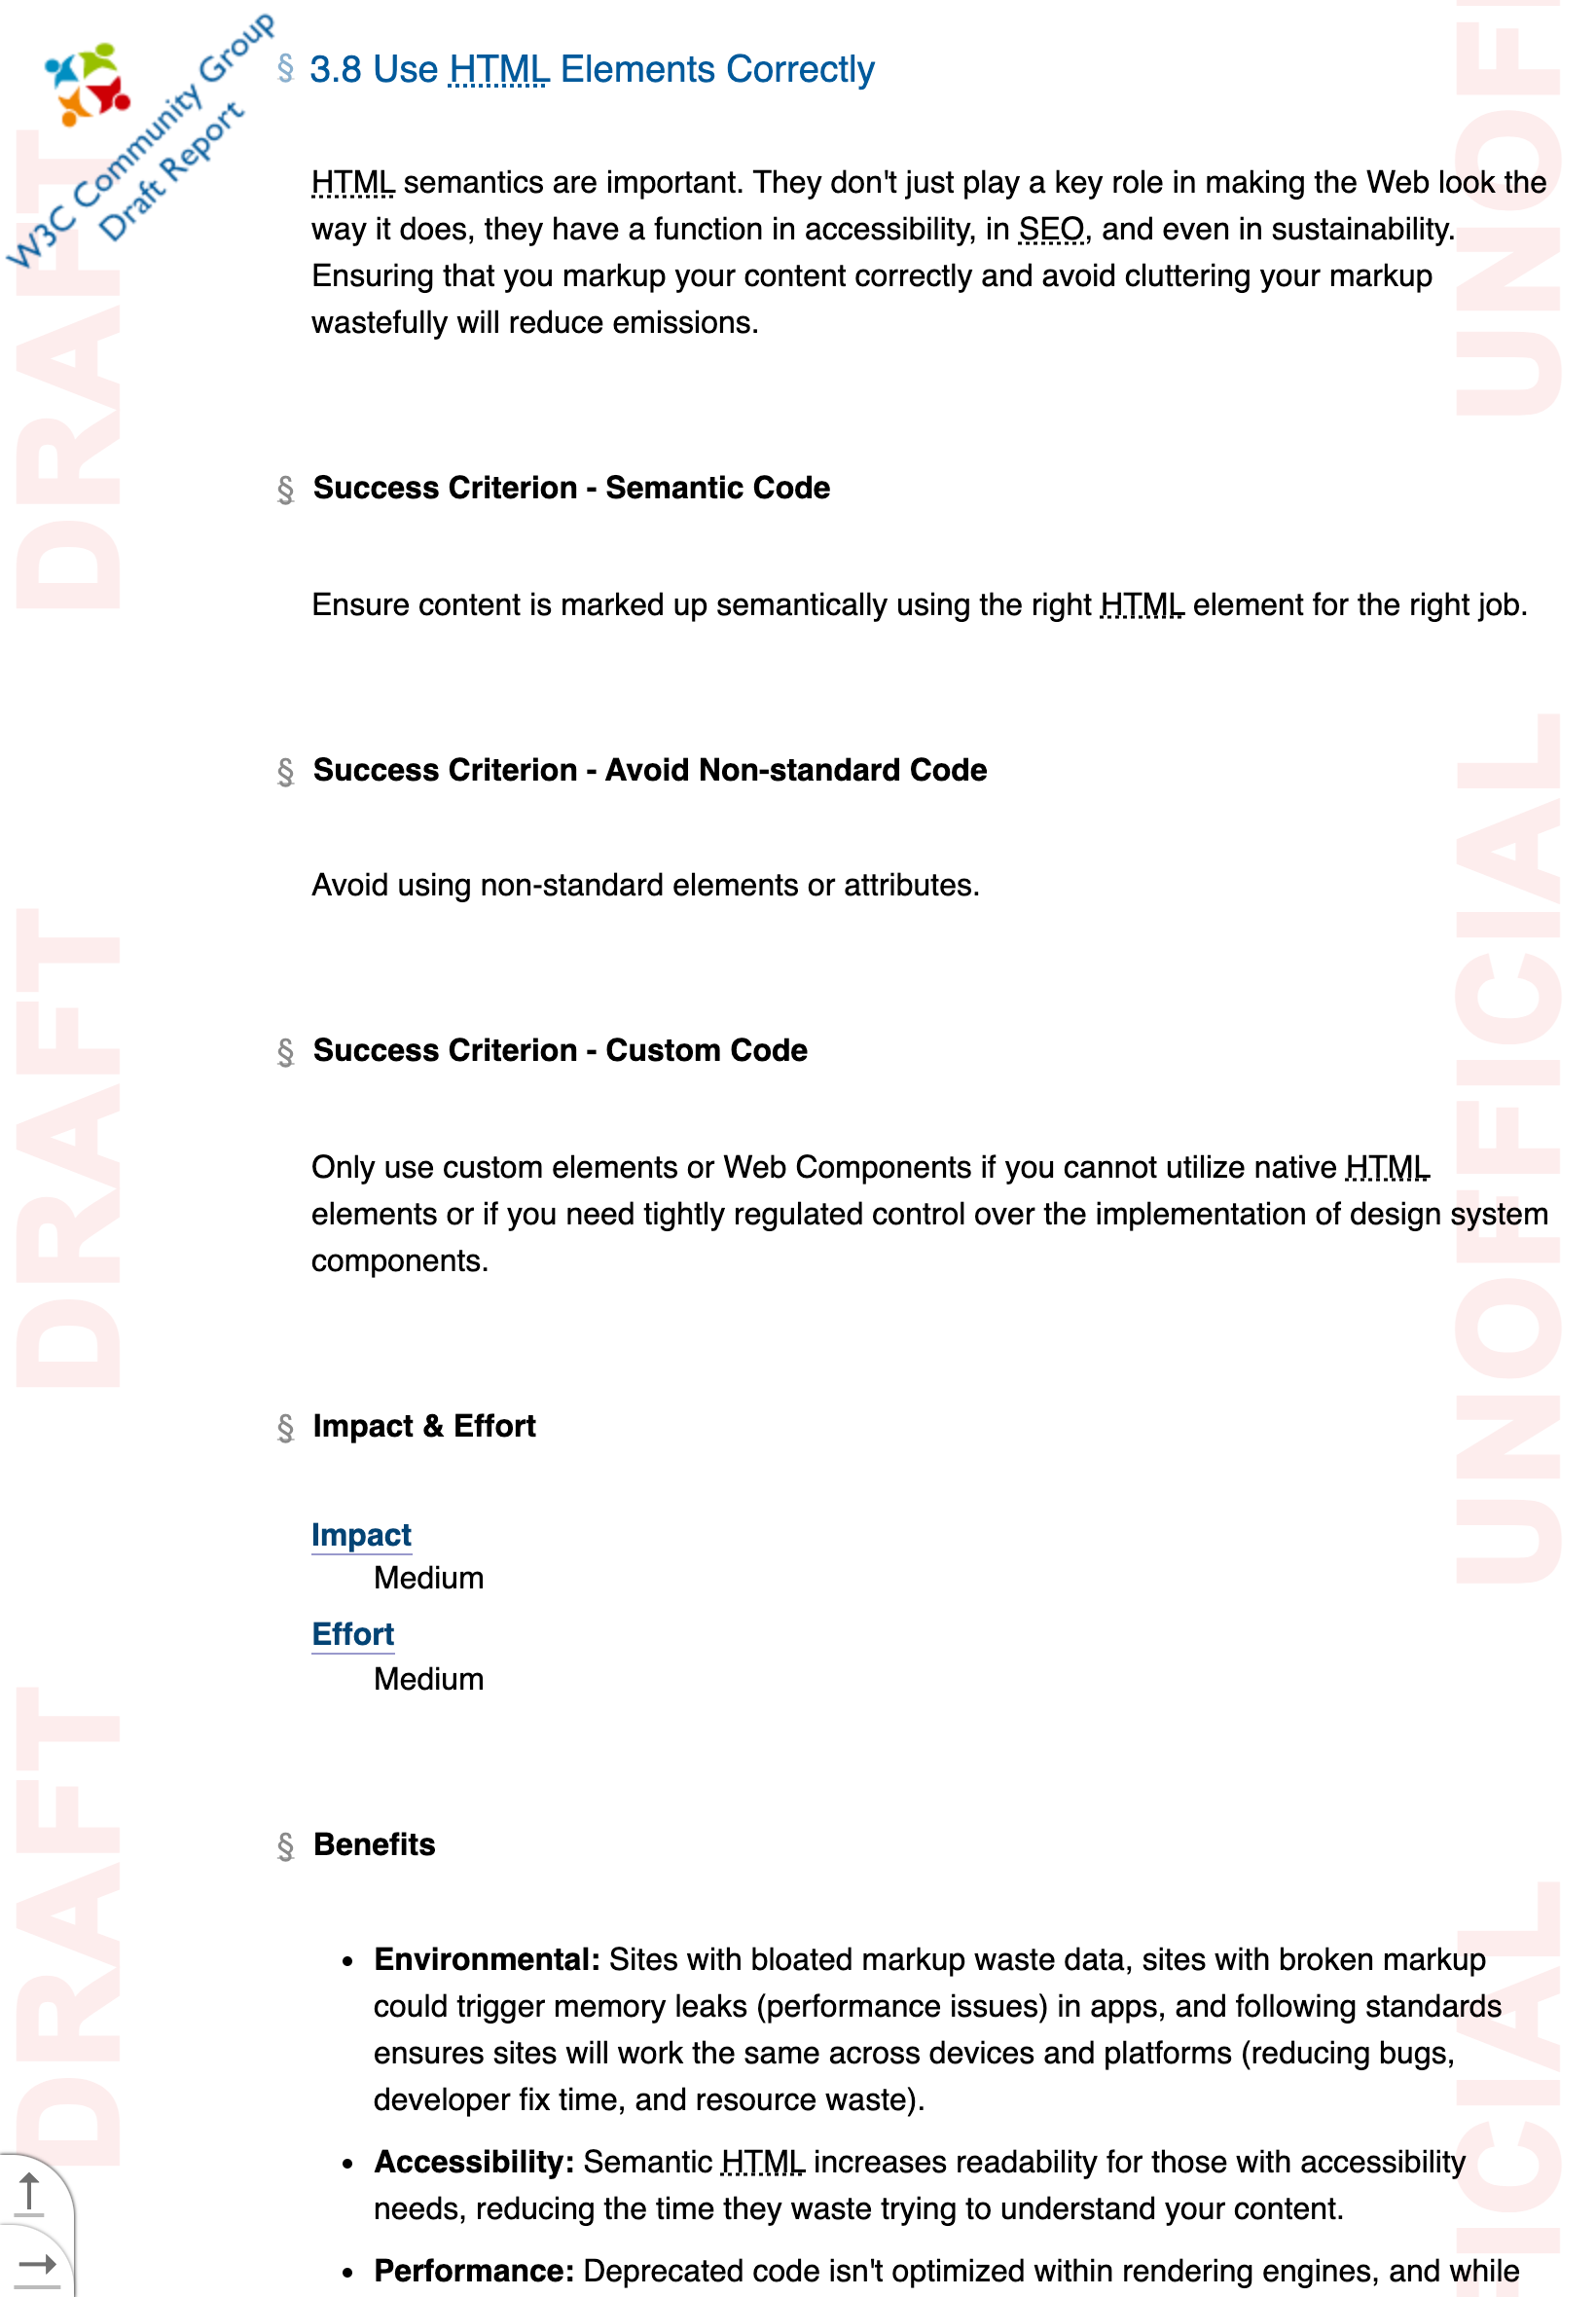 W3C Community Group
Draft Report
§ 3.8 Use HTML Elements Correctly
HTML semantics are important. They don't just play a key role in making the Web look the
way it does, they have a function in accessibility, in SEO, and even in sustainability.
Ensuring that you markup your content correctly and avoid cluttering your markup
wastefully will reduce emissions.
§ Success Criterion - Semantic Code
Ensure content is marked up semantically using the right HTML element for the right job.
§ Success Criterion - Avoid Non-standard Code
Avoid using non-standard elements or attributes.
§ Success Criterion - Custom Code
Only use custom elements or Web Components if you cannot utilize native HTML
elements or if you need tightly regulated control over the implementation of design system
components.
§ Impact & Effort
Impact
Medium
Effort
Medium
§ Benefits
• Environmental: Sites with bloated markup waste data, sites with broken markup
could trigger memory leaks (performance issues) in apps, and following standards
ensures sites will work the same across devices and platforms (reducing bugs,
developer fix time, and resource waste).
• Accessibility: Semantic HTML increases readability for those with accessibility
needs, reducing the time they waste trying to understand your content.
• Performance: Deprecated code isn't optimized within rendering engines, and while
DRAFT
DRAFT
DRAFT
UNOF
UNOFFICIAL
FICIAL
↑
→